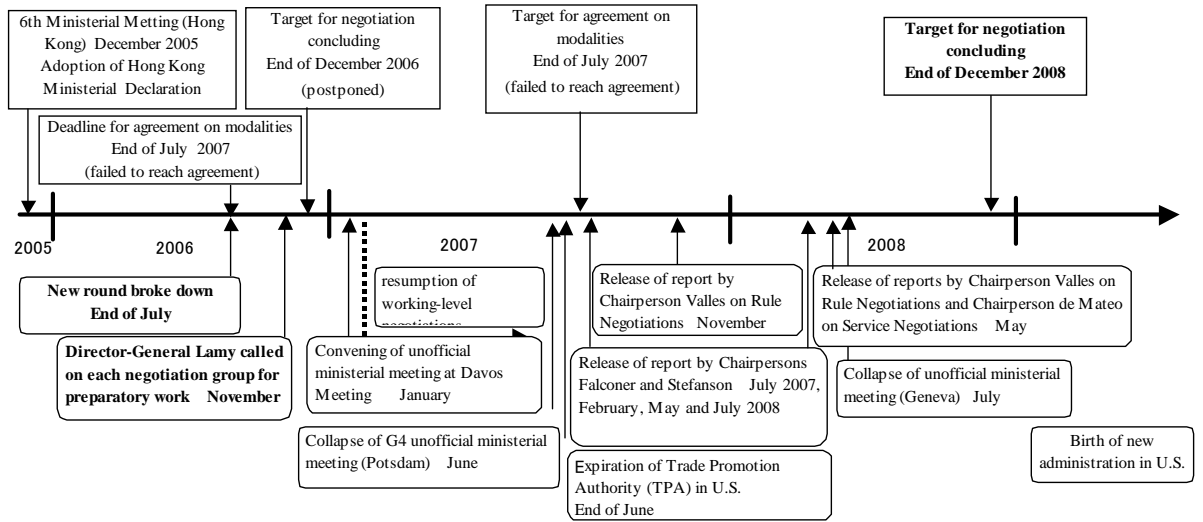 6th Ministerial Metting (Hong
Kong) December 2005
Adoption of Hong Kong
Ministerial Declaration
Target for negotiation
concluding
End of December 2006
(postponed)
Target for agreement on
modalities
End of July 2007
(failed to reach agreement)
Target for negotiation
concluding
End of December 2008
Deadline for agreement on modalities
End of July 2007
(failed to reach agreement)
2005
2006
2007
2008
New round broke down
End of July
Director-General Lamy called
on each negotiation group for
preparatory work November
resumption of
working-level
negotiations
Convening of unofficial
ministerial meeting at Davos
Meeting January
Collapse of G4 unofficial ministerial
meeting (Potsdam) June
Release of report by
Chairperson Valles on Rule
Negotiations November
Release of report by Chairpersons
Falconer and Stefanson July 2007,
February, May and July 2008
Expiration of Trade Promotion
Authority (TPA) in U.S.
End of June
Release of reports by Chairperson Valles on
Rule Negotiations and Chairperson de Mateo
on Service Negotiations May
Collapse of unofficial ministerial
meeting (Geneva) July
Birth of new
administration in U.S.